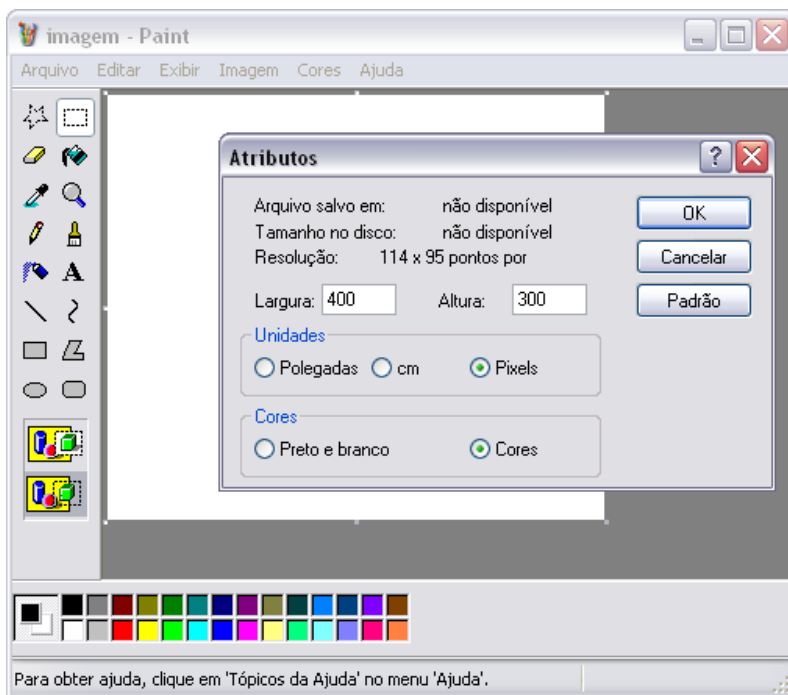 imagem - Paint
Arquivo Editar Exibir Imagem Cores Ajuda
A
Atributos
Arquivo salvo em: não disponível
Tamanho no disco: não disponível
Resolução: 114 x 95 pontos por
Largura: 400 Altura: 300
Unidades
Polegadas cm Pixels
Cores
Preto e branco Cores
OK
Cancelar
Padrão
Para obter ajuda, clique em 'Tópicos da Ajuda' no menu 'Ajuda'.